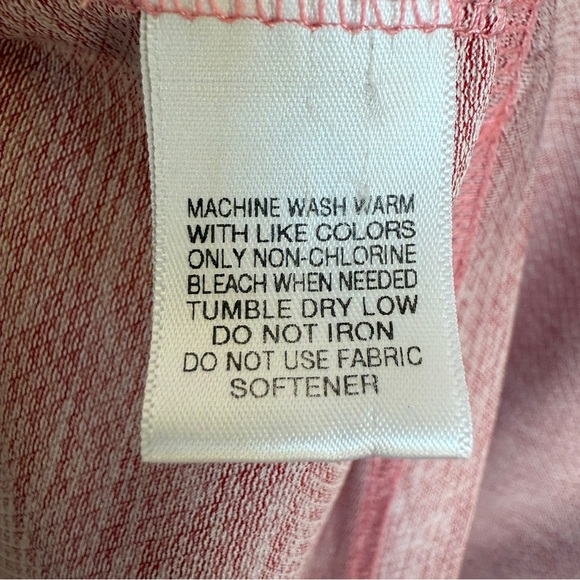 MACHINE WASH WARM
WITH LIKE COLORS
ONLY NON-CHLORINE
BLEACH WHEN NEEDED
TUMBLE DRY LOW
DO NOT IRON
DO NOT USE FABRIC
SOFTENER